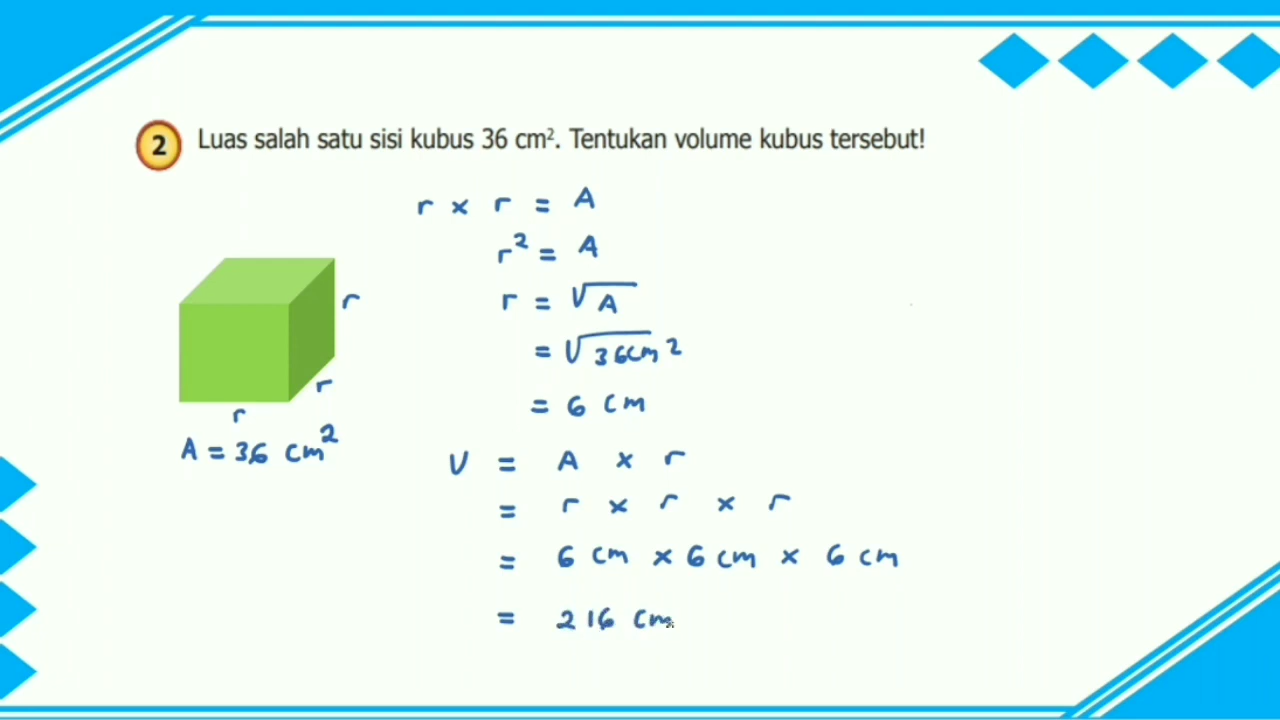 2 Luas salah satu sisi kubus 36 cm². Tentukan volume kubus tersebut!
r × r = A
r² = A
r = √A
= √36cm²
= 6 cm
r
r
r
A = 36 cm²
V = A × r
= r × r × r
= 6 cm × 6 cm × 6 cm
= 216 cm